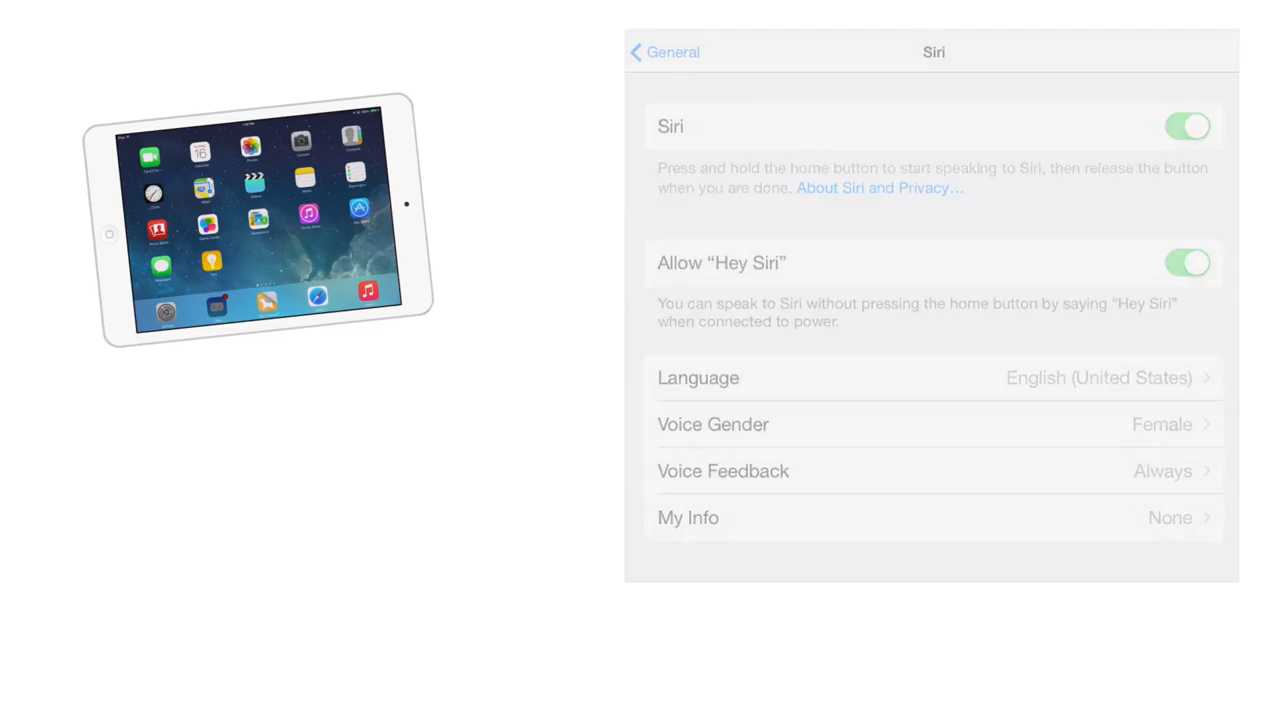 General
Siri
Siri
Press and hold the home button to start speaking to Siri, then release the button
when you are done. About Siri and Privacy...
Allow “Hey Siri”
You can speak to Siri without pressing the home button by saying “Hey Siri”
when connected to power.
Language English (United States)
Voice Gender Female
Voice Feedback Always
My Info None
16